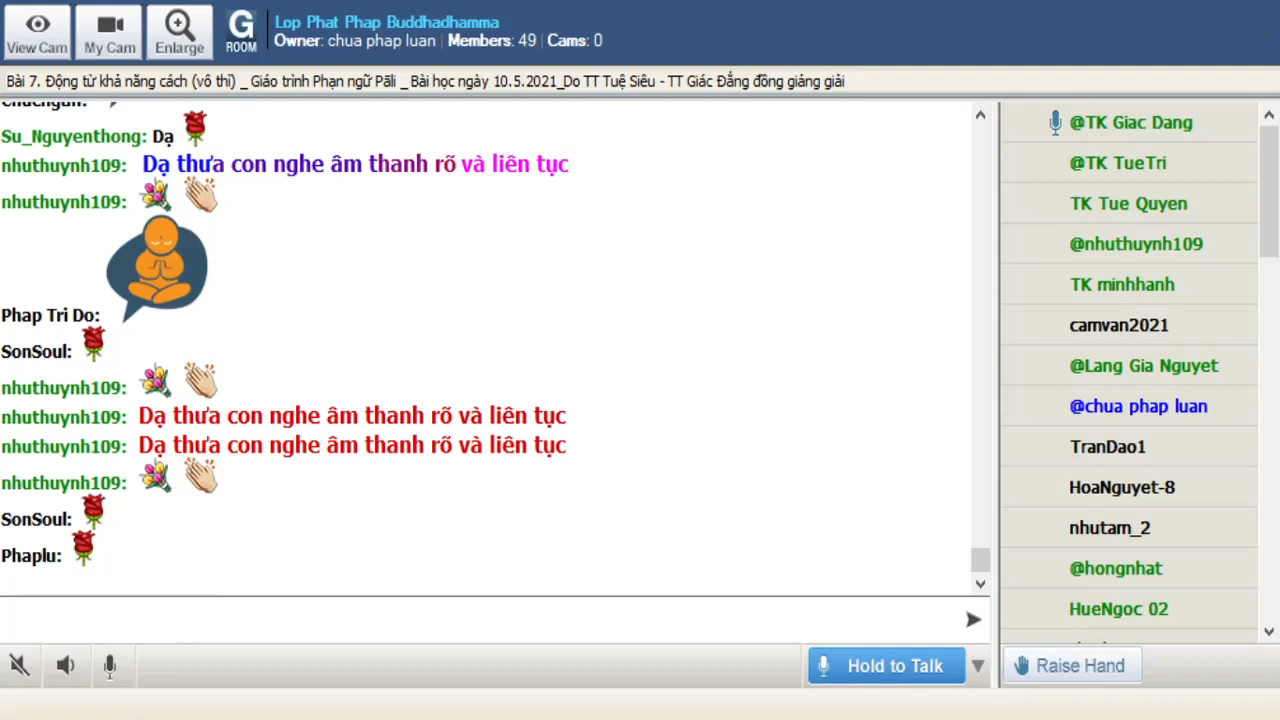 View Cam
My Cam
Enlarge
G
ROOM
Lop Phat Phap Buddhadhamma
Owner: chua phap luan | Members: 49 | Cams: 0
Bài 7. Động từ khả năng cách (vô thì) _ Giáo trình Phạn ngữ Pāli _ Bài học ngày 10.5.2021_Do TT Tuệ Siêu - TT Giác Đẳng đồng giảng giải
Su_Nguyenthong: Dạ
nhuthuynh109: Dạ thưa con nghe âm thanh rõ và liên tục
nhuthuynh109:
Phap Tri Do:
SonSoul:
nhuthuynh109:
nhuthuynh109: Dạ thưa con nghe âm thanh rõ và liên tục
nhuthuynh109: Dạ thưa con nghe âm thanh rõ và liên tục
nhuthuynh109:
SonSoul:
Phaplu:
@TK Giac Dang
@TK TueTri
TK Tue Quyen
@nhuthuynh109
TK minhhanh
camvan2021
@Lang Gia Nguyet
@chua phap luan
TranDao1
HoaNguyet-8
nhutam_2
@hongnhat
HueNgoc 02
Hold to Talk
Raise Hand